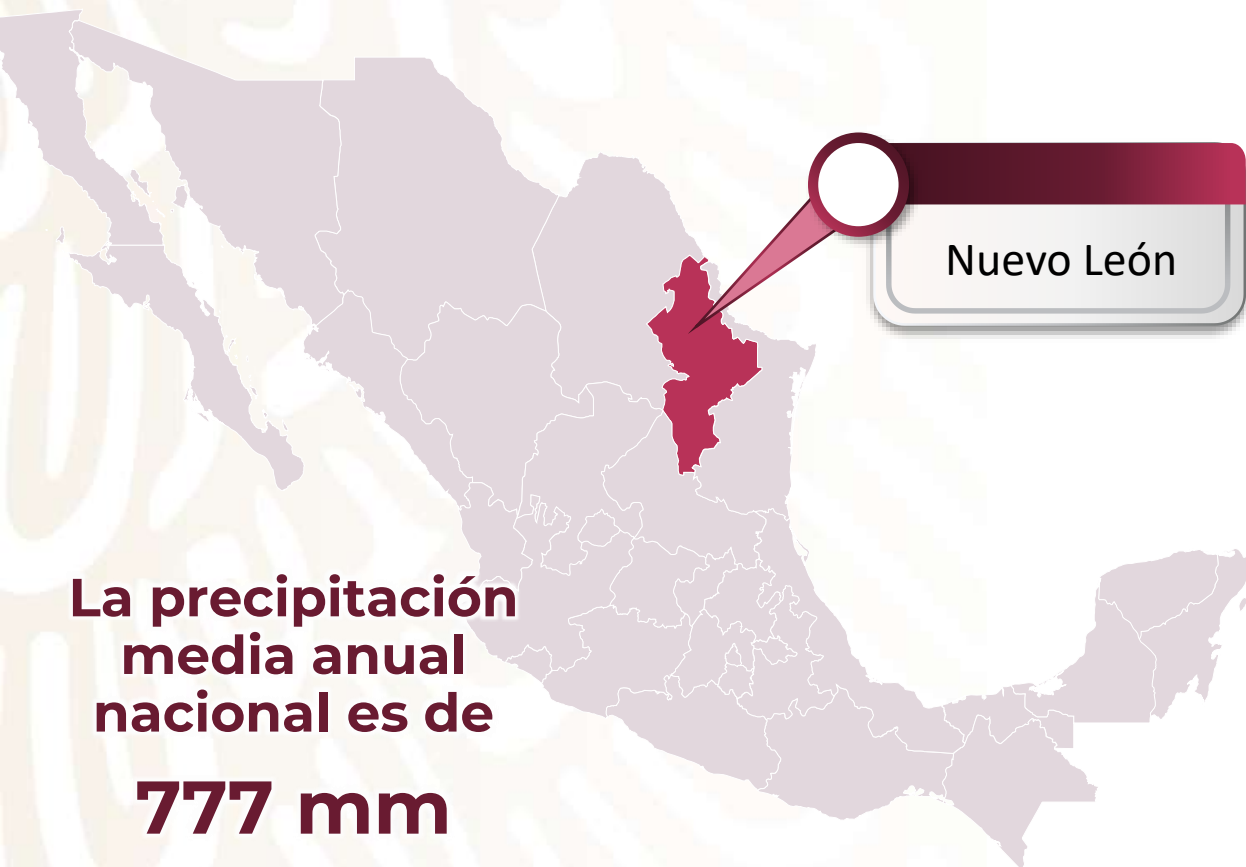 Nuevo León
La precipitación
media anual
nacional es de
777 mm